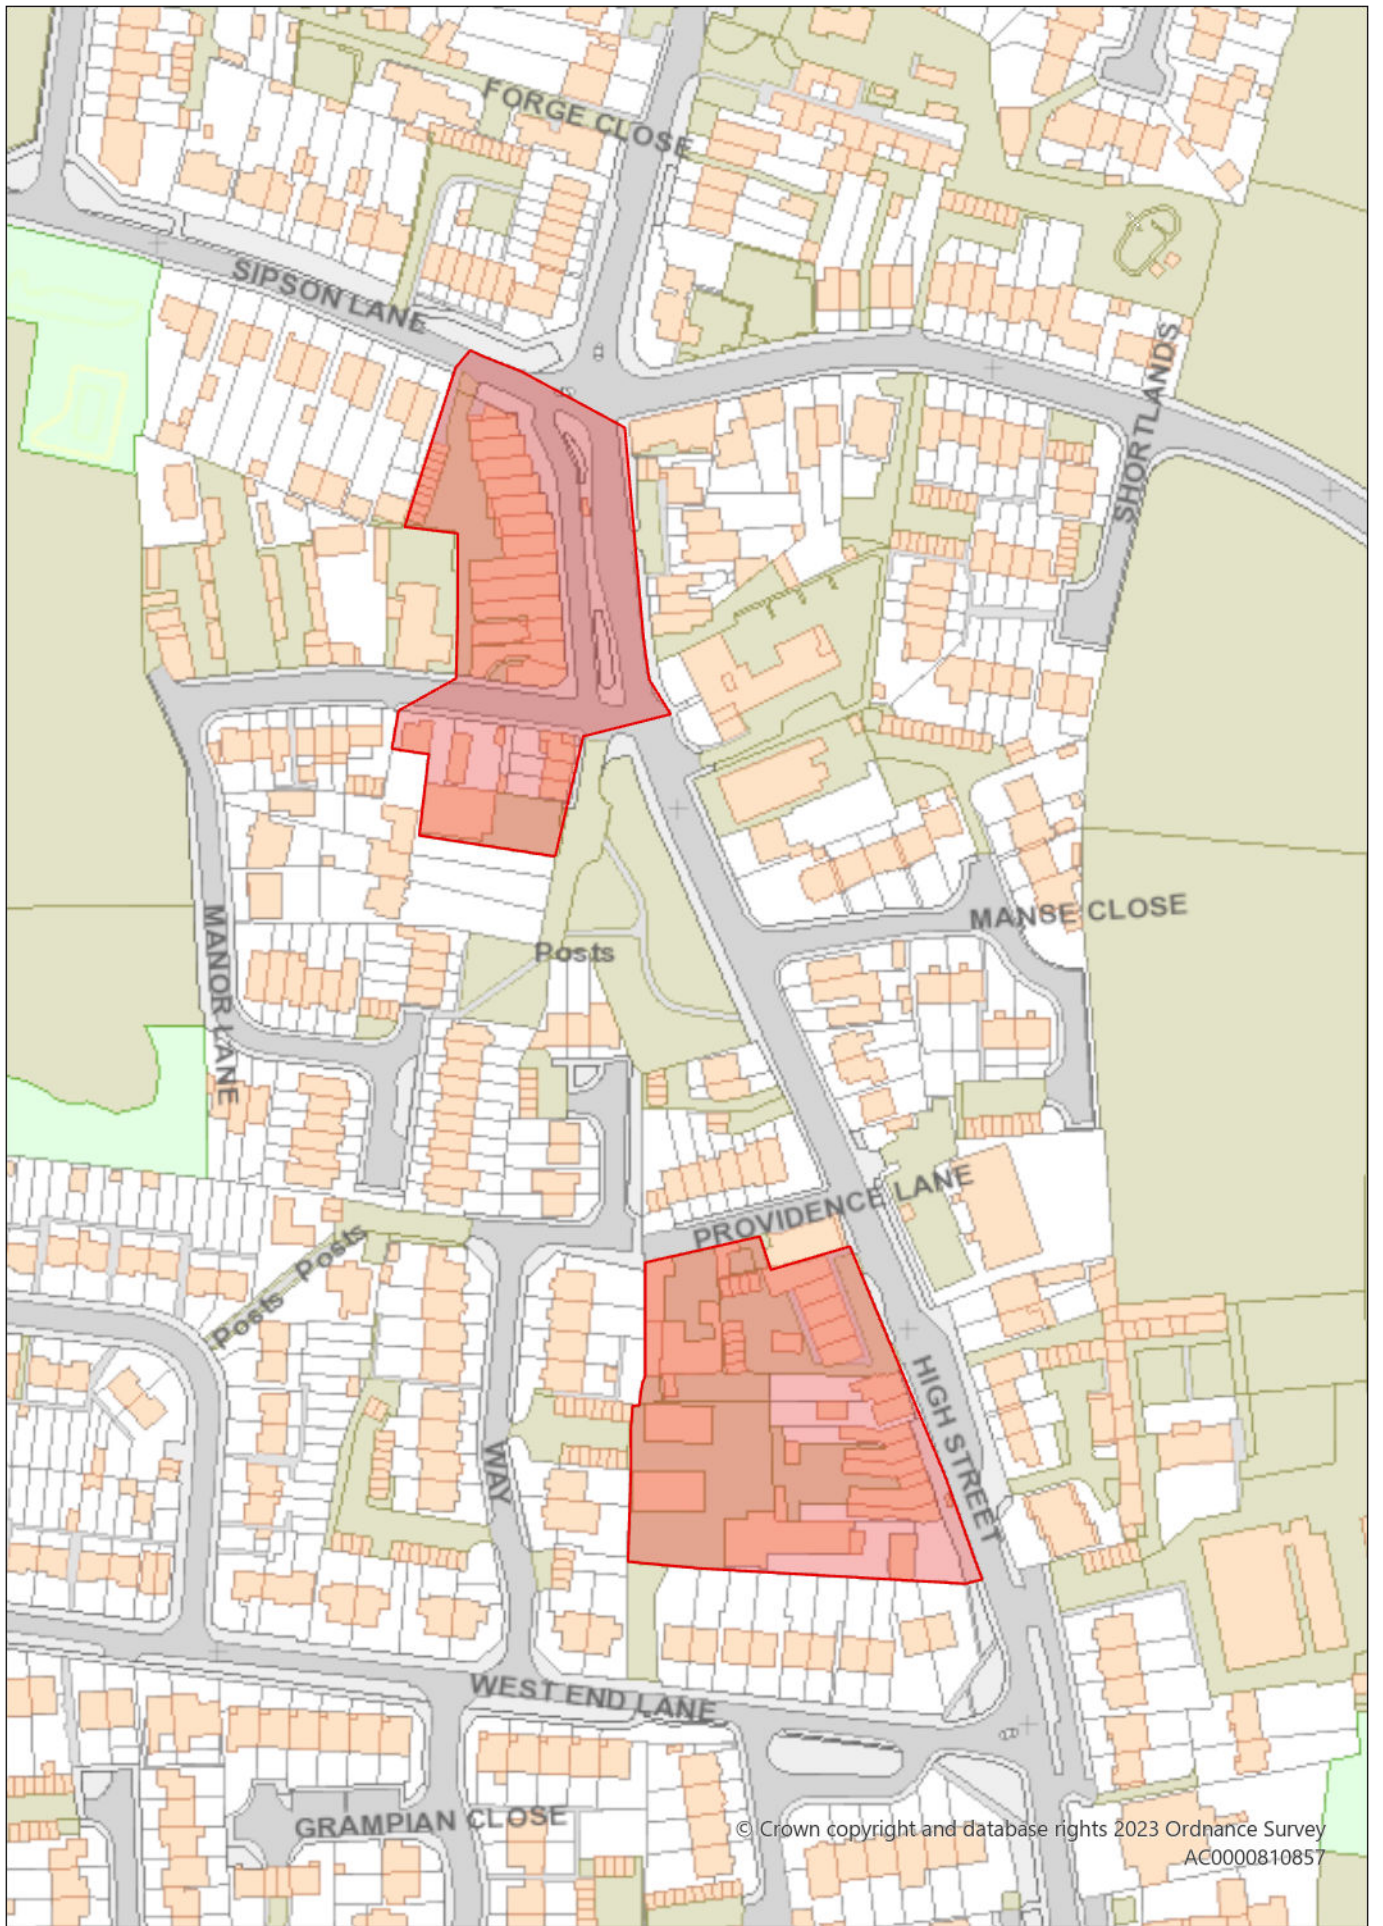 FORGE CLOSE
SIPSON LANE
SHORTLANDS
MANSE CLOSE
MANOR LANE
Posts
PROVIDENCE LANE
Posts
Posts
HIGH STREET
WAY
WEST END LANE
GRAMPIAN CLOSE
© Crown copyright and database rights 2023 Ordnance Survey
AC0000810857